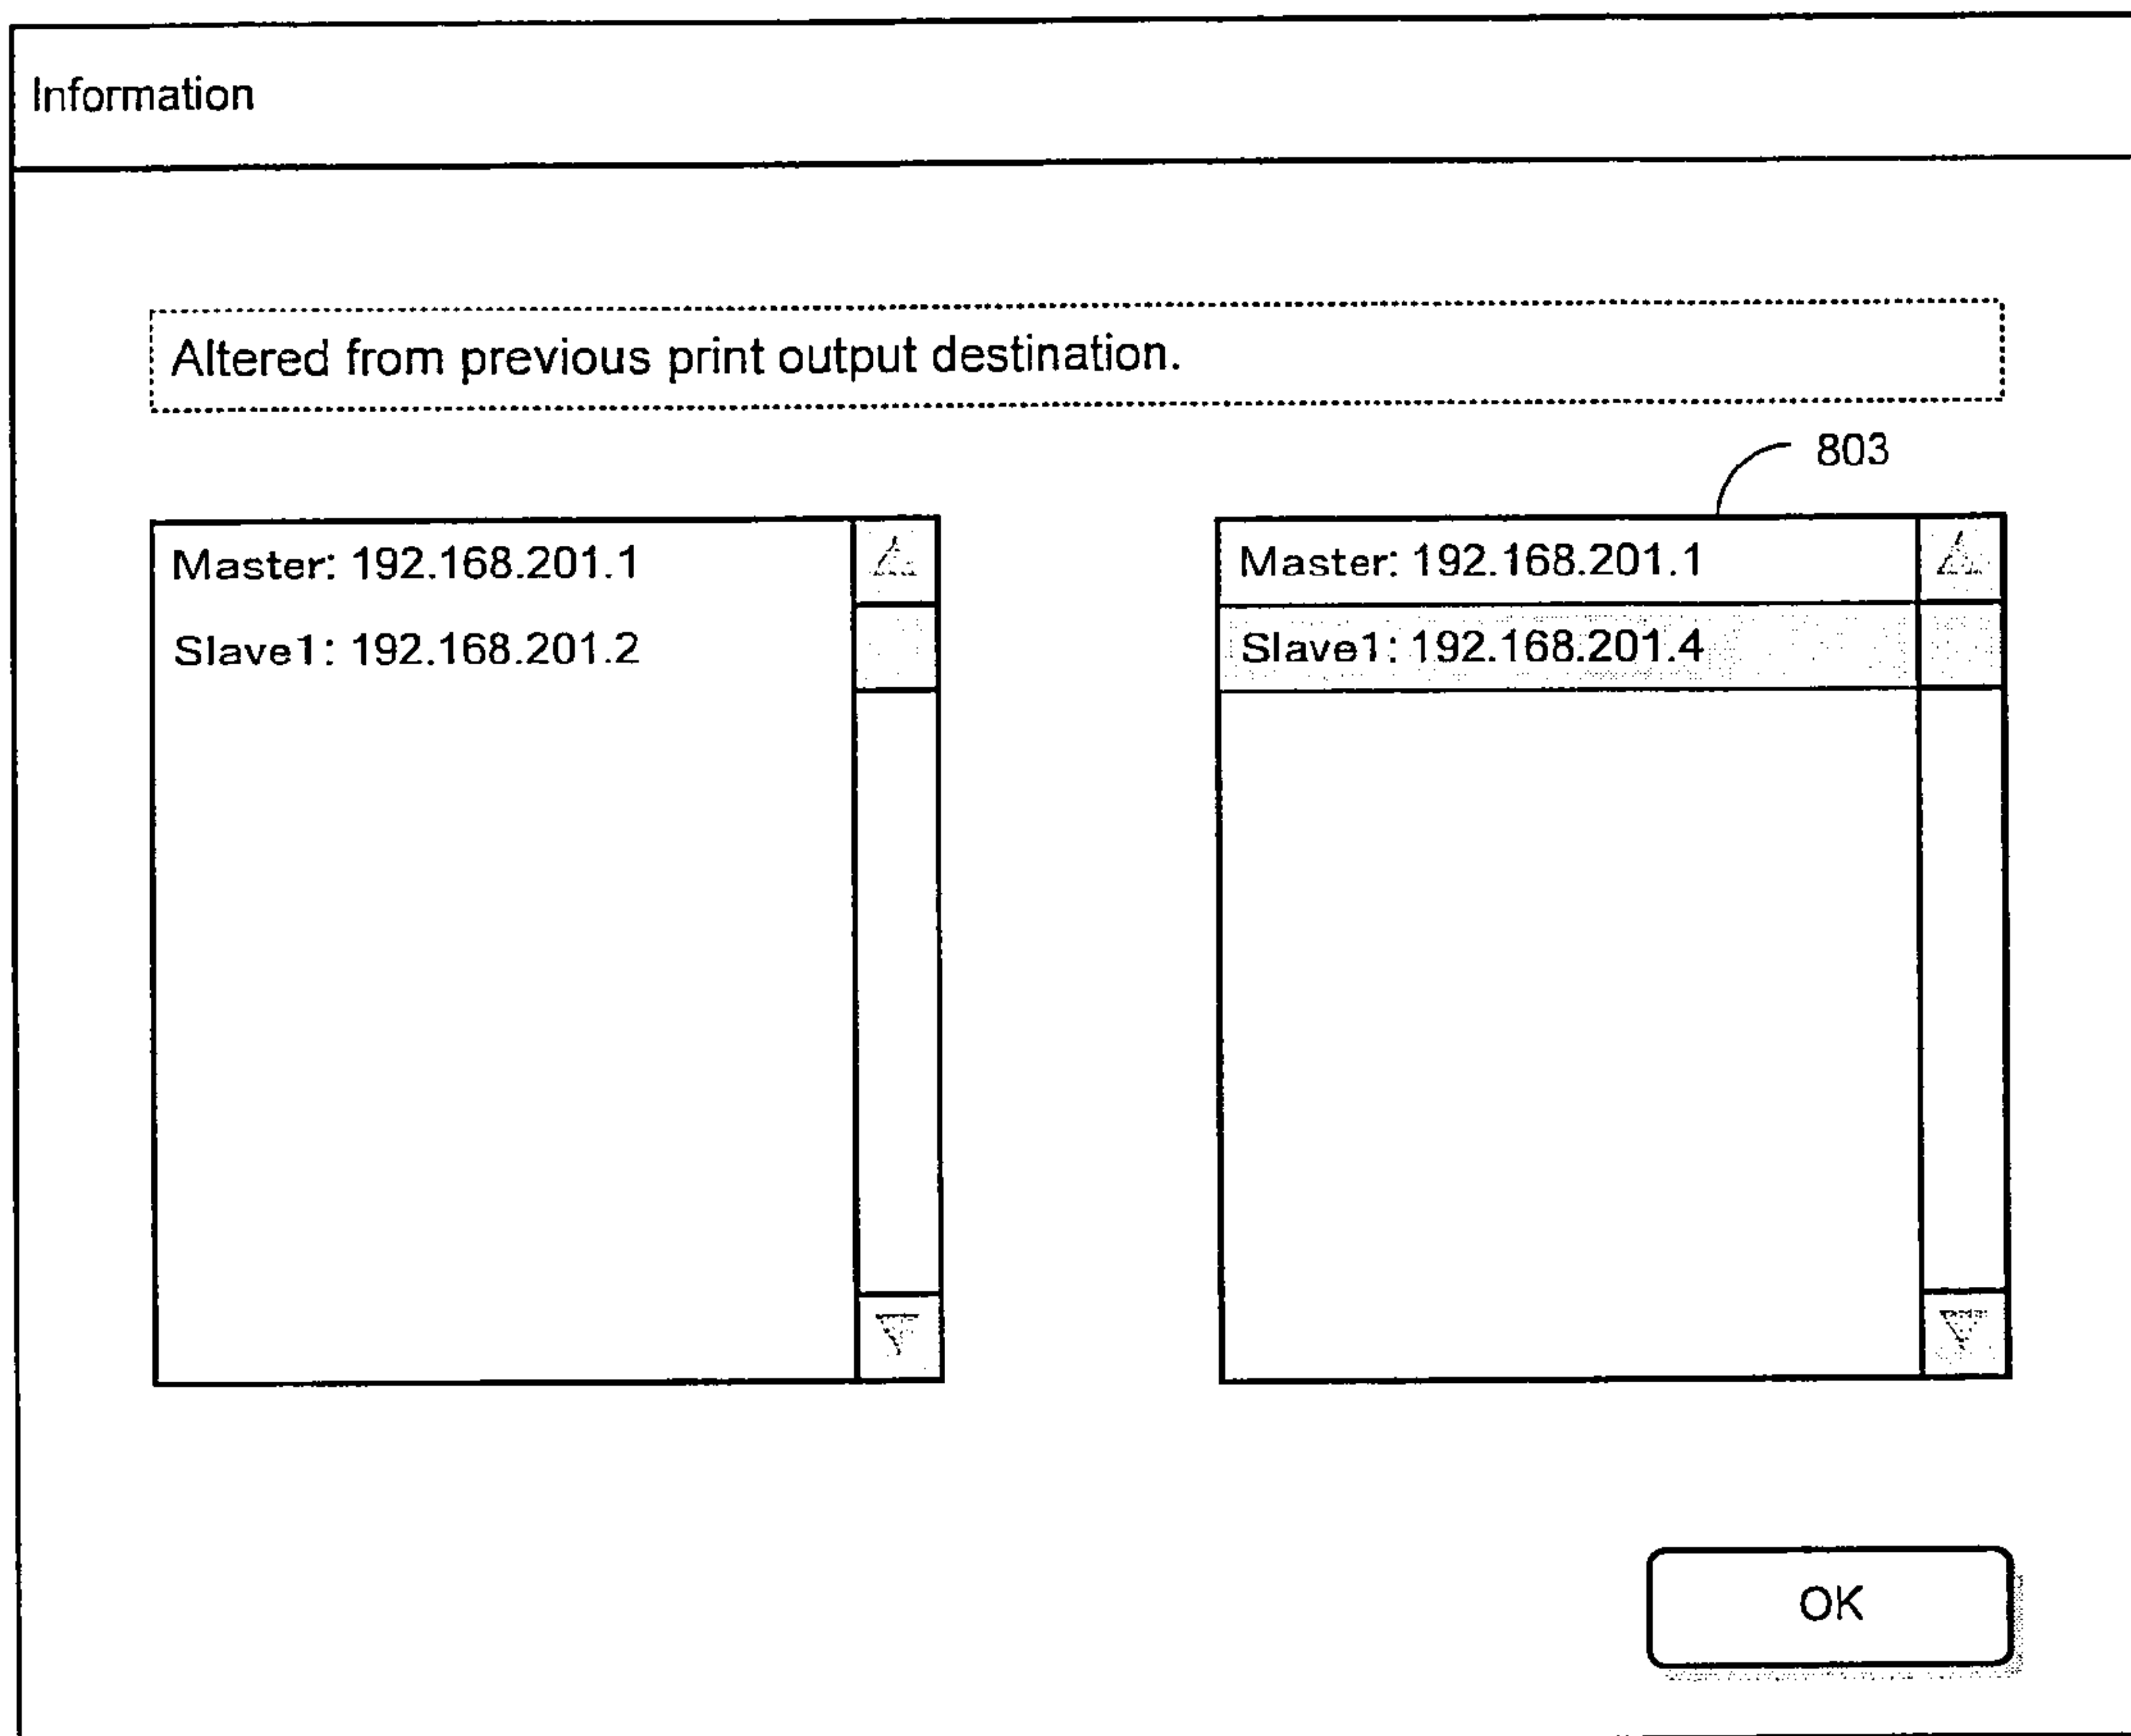 Information
Altered from previous print output destination.
803
Master: 192.168.201.1
Slave1: 192.168.201.2
Master: 192.168.201.1
Slave1: 192.168.201.4
OK